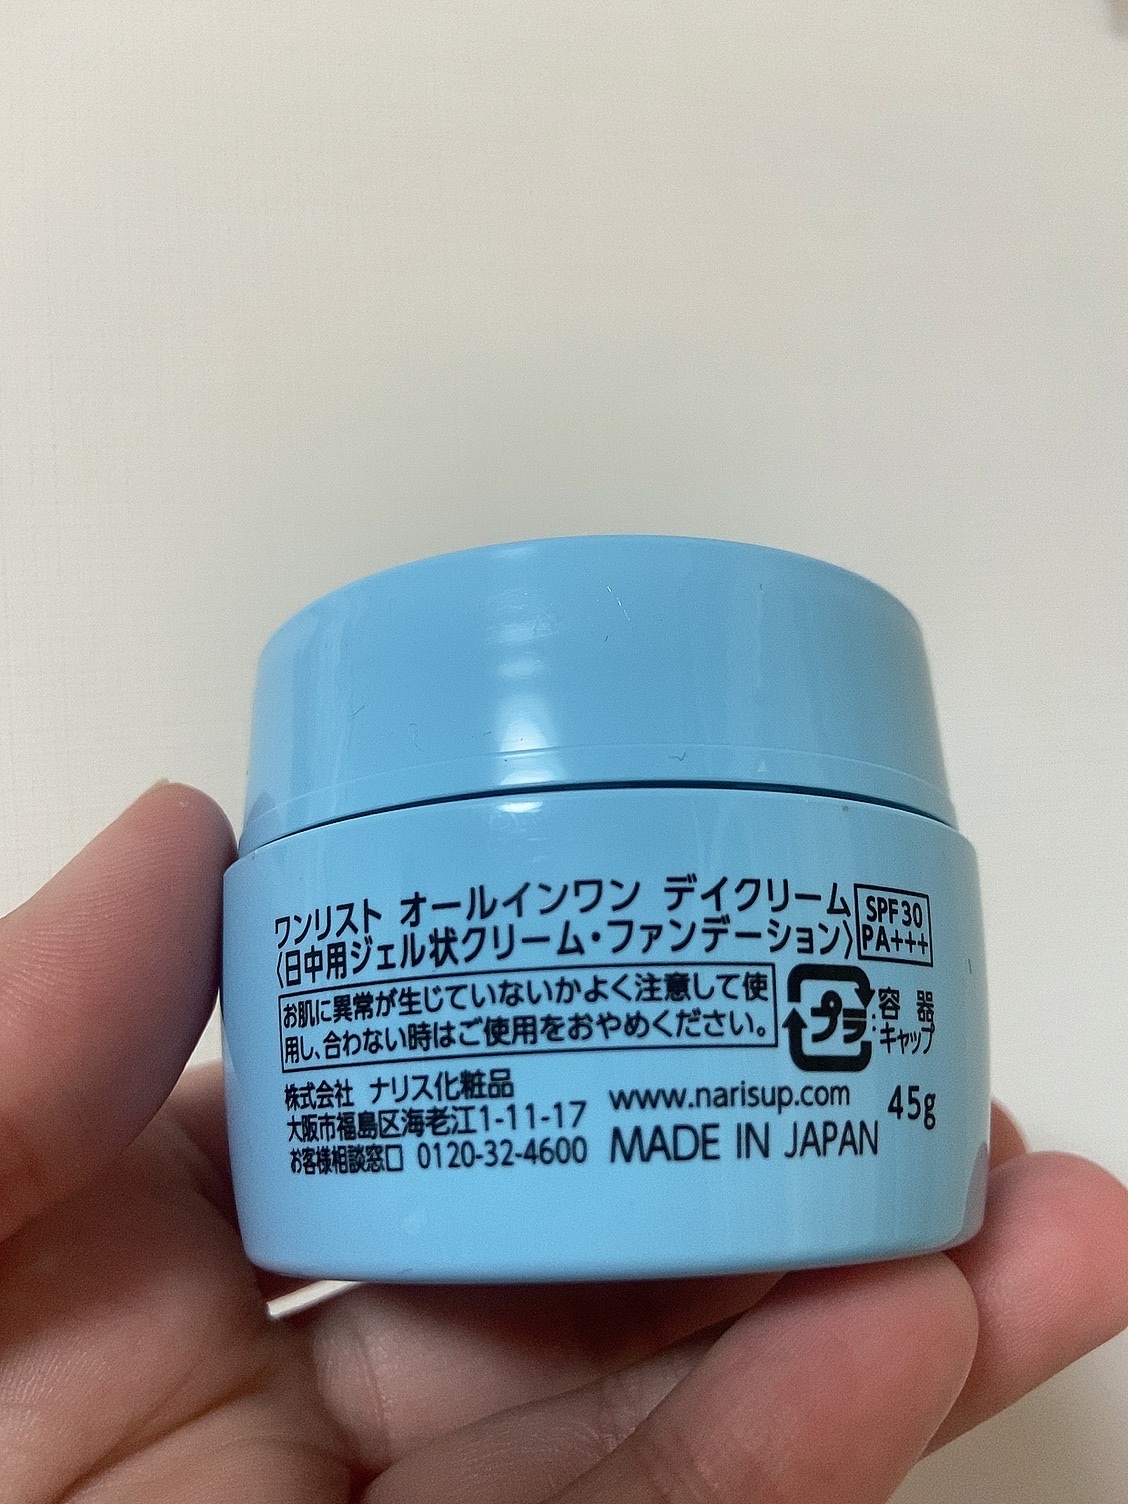 ワンリスト オールインワン デイクリーム
〈日中用ジェル状クリーム・ファンデーション〉
SPF30
PA+++
お肌に異常が生じていないかよく注意して使
用し、合わない時はご使用をおやめください。
プラ
:容 器
キャップ
株式会社 ナリス化粧品
大阪市福島区海老江1-11-17
お客様相談窓口 0120-32-4600
www.narisup.com
MADE IN JAPAN
45g